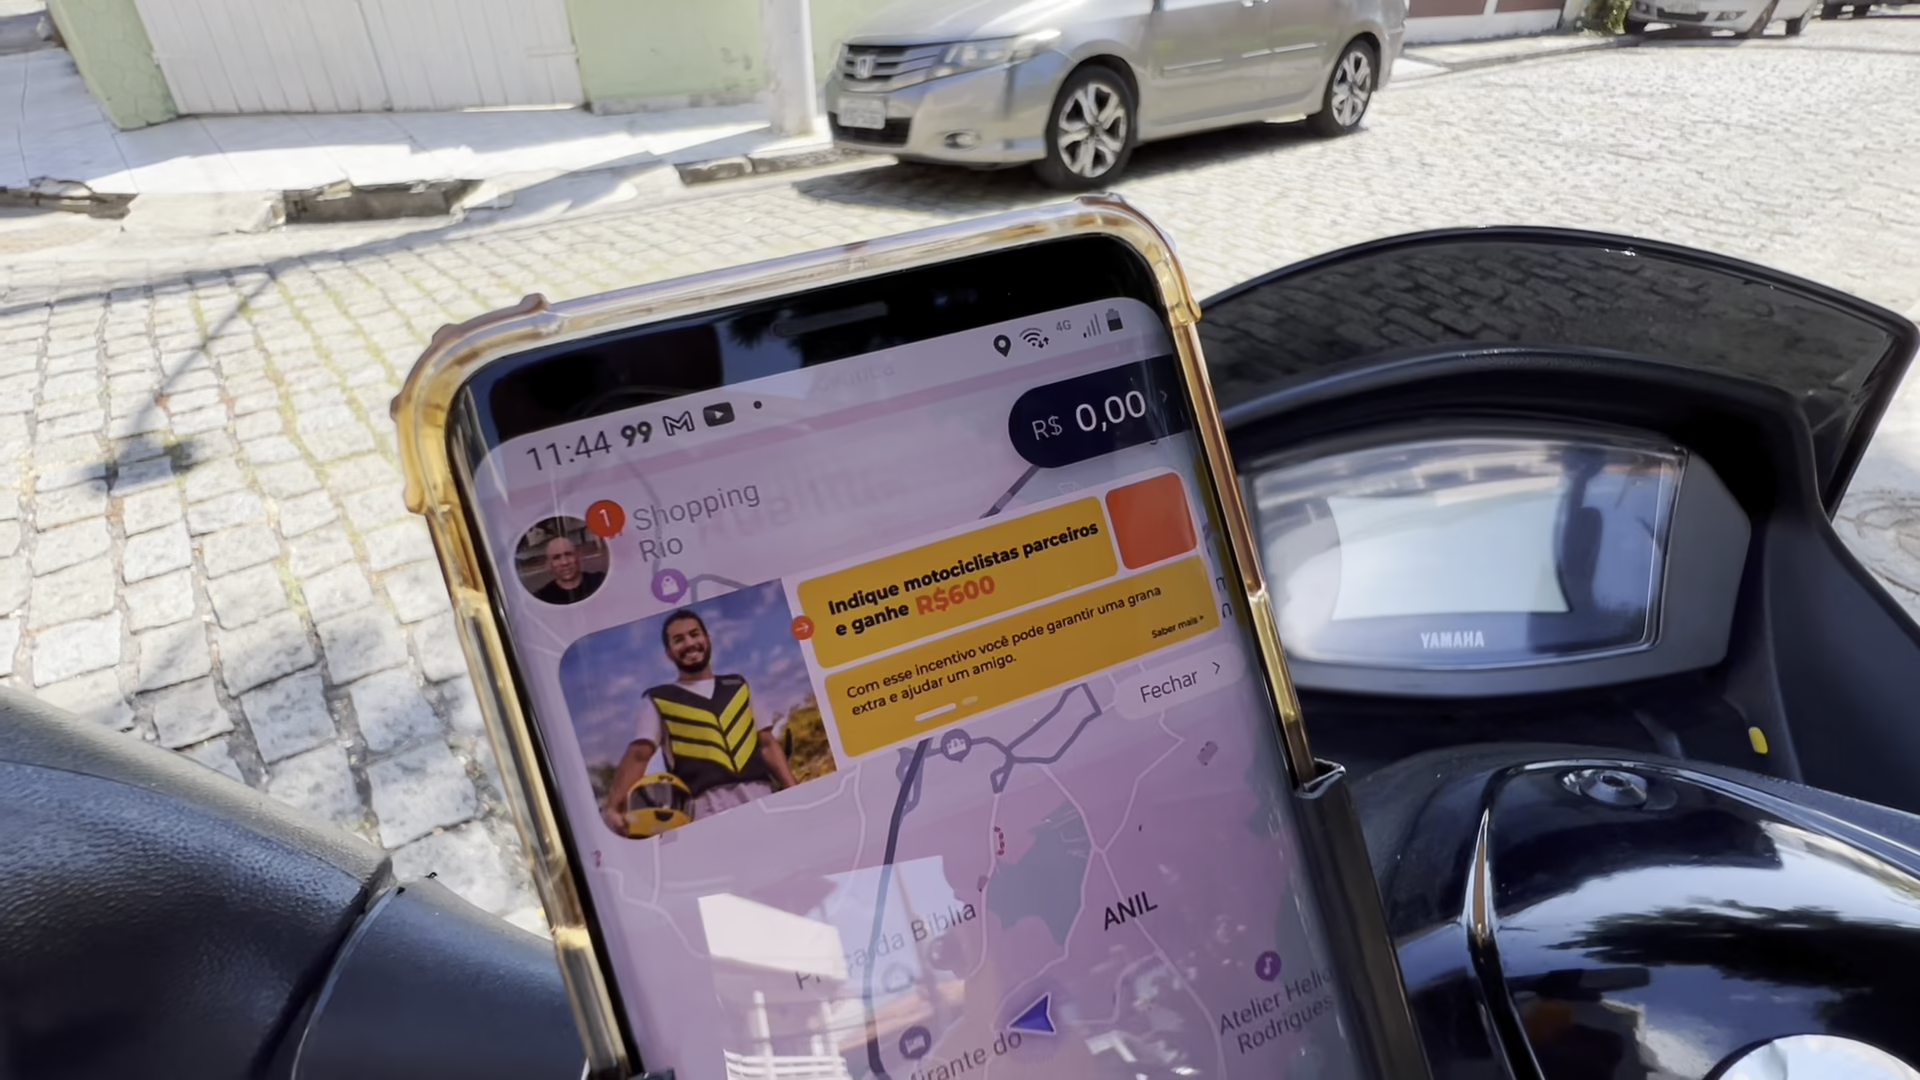 4G
11:44 99
R$ 0,00
1
Shopping
Rio
Indique motociclistas parceiros
e ganhe R$600
Com esse incentivo você pode garantir uma grana
extra e ajudar um amigo.
Saber mais
Fechar
YAMAHA
da Bíblia
ANIL
Atelier Helio
Rodrigues
Mirante do